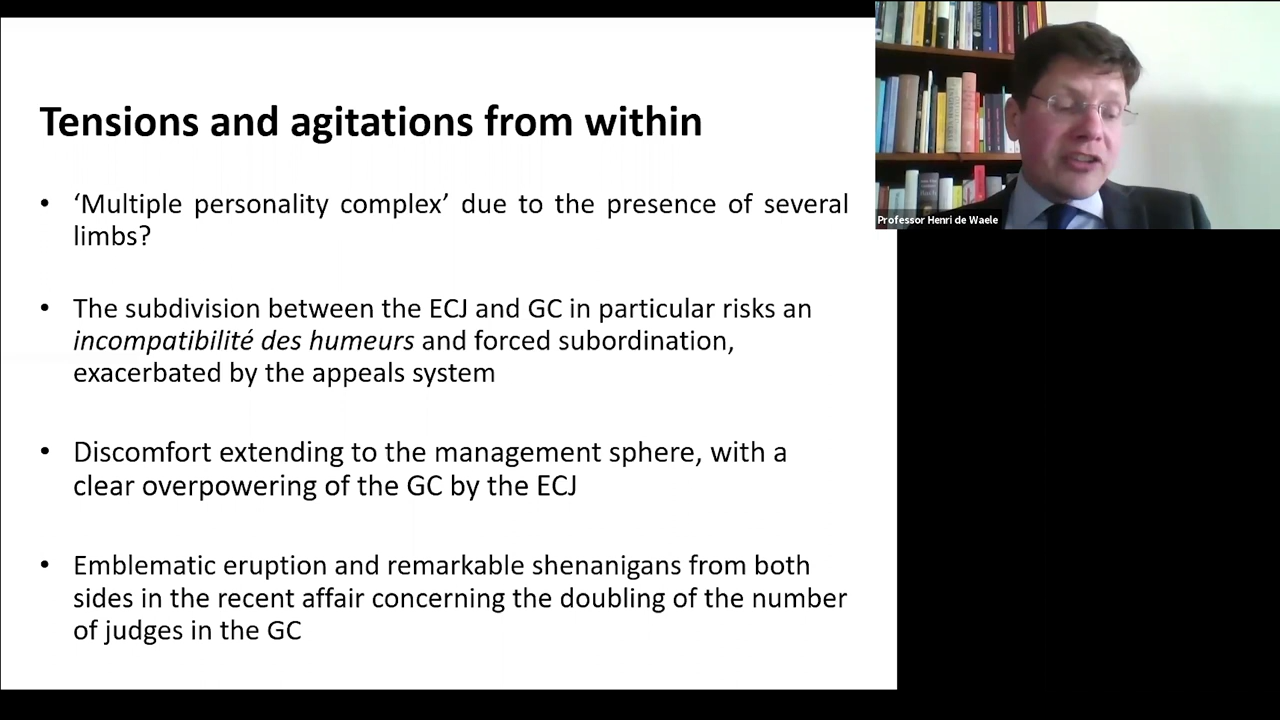 Tensions and agitations from within
• ‘Multiple personality complex’ due to the presence of several
limbs?
• The subdivision between the ECJ and GC in particular risks an
incompatibilité des humeurs and forced subordination,
exacerbated by the appeals system
• Discomfort extending to the management sphere, with a
clear overpowering of the GC by the ECJ
• Emblematic eruption and remarkable shenanigans from both
sides in the recent affair concerning the doubling of the number
of judges in the GC
Professor Henri de Waele